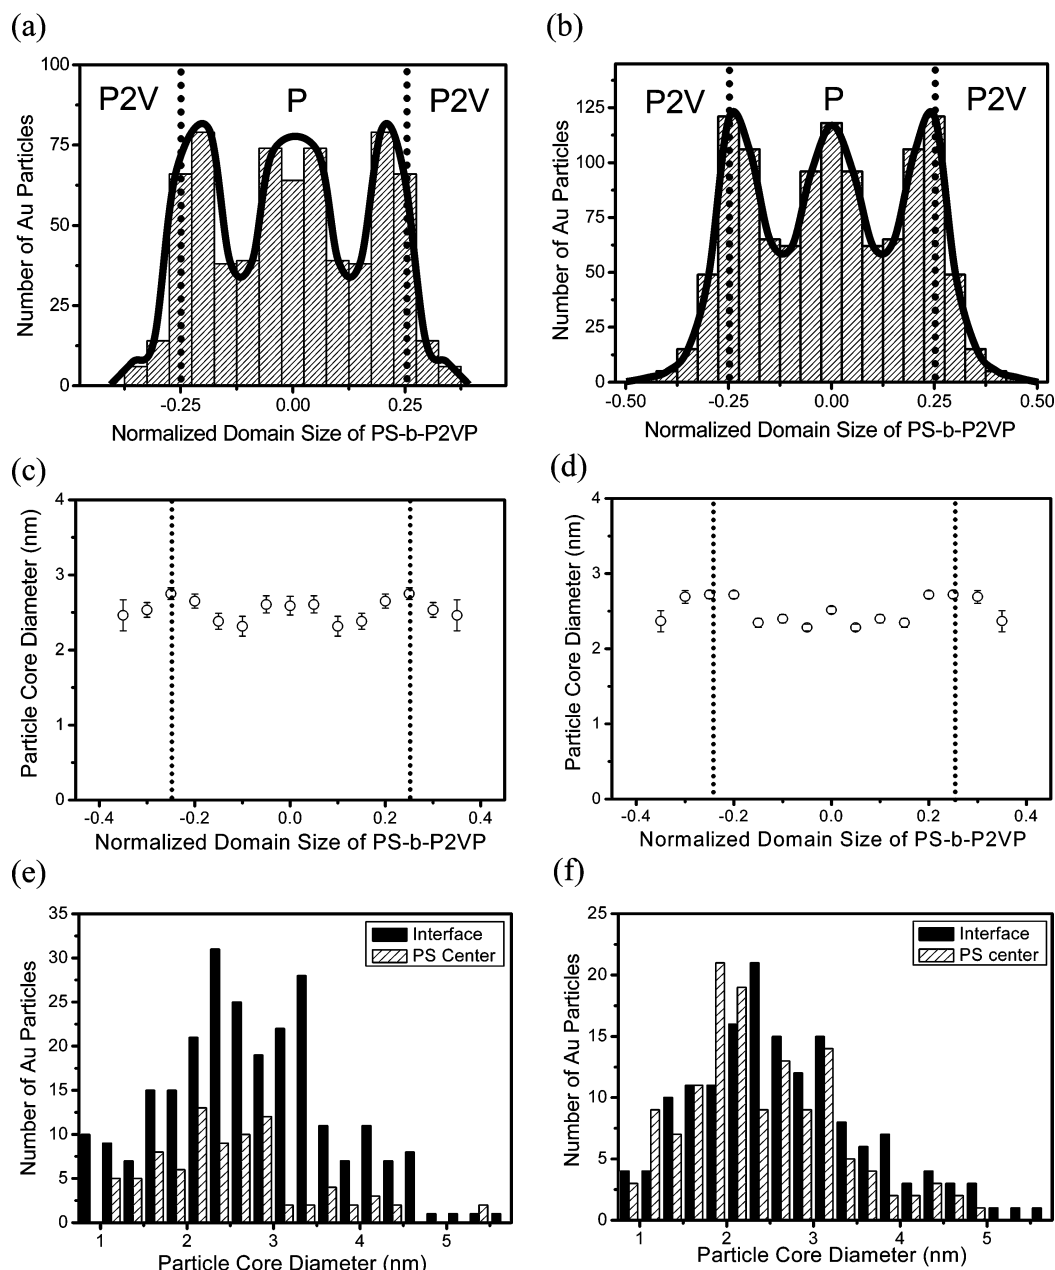 (a)
100
75
50
25
0
Number of Au Particles
P2V
P
P2V
-0.25
0.00
0.25
Normalized Domain Size of PS-b-P2VP
(b)
125
100
75
50
25
0
Number of Au Particles
P2V
P
P2V
-0.50
-0.25
0.00
0.25
0.50
Normalized Domain Size of PS-b-P2VP
(c)
4
3
2
1
0
Particle Core Diameter (nm)
-0.4
-0.2
0.0
0.2
0.4
Normalized Domain Size of PS-b-P2VP
(d)
4
3
2
1
0
Particle Core Diameter (nm)
-0.4
-0.2
0.0
0.2
0.4
Normalized Domain Size of PS-b-P2VP
(e)
35
30
25
20
15
10
5
0
Number of Au Particles
Interface
PS Center
1
2
3
4
5
Particle Core Diameter (nm)
(f)
25
20
15
10
5
0
Number of Au Particles
Interface
PS center
1
2
3
4
5
Particle Core Diameter (nm)